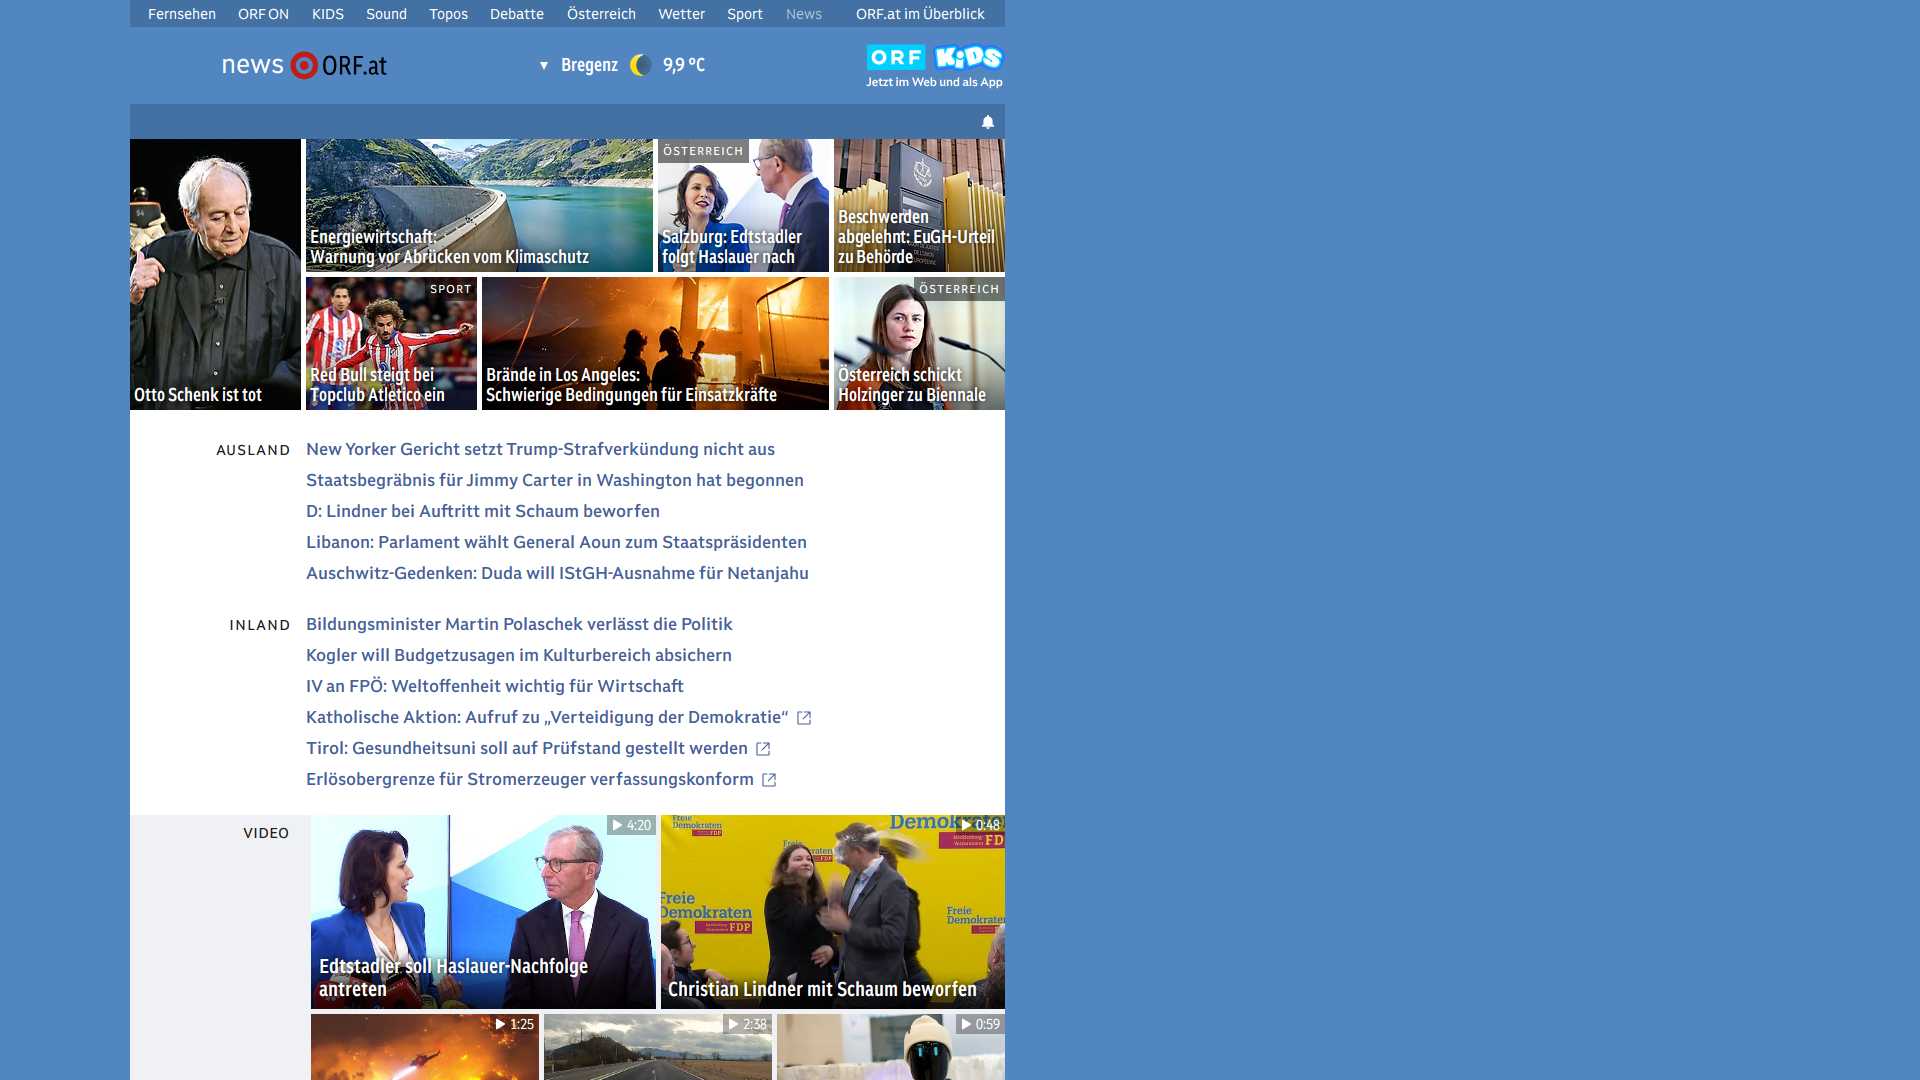 Fernsehen ORF ON KIDS Sound Topos Debatte Österreich Wetter Sport News ORF.at im Überblick
news ORF.at
Bregenz 9,9 °C
ORF KiDS
Jetzt im Web und als App
Otto Schenk ist tot
Energiewirtschaft:
Warnung vor Abrücken vom Klimaschutz
ÖSTERREICH
Salzburg: Edtstadler
folgt Haslauer nach
Beschwerden
abgelehnt: EuGH-Urteil
zu Behörde
SPORT
Red Bull steigt bei
Topclub Atletico ein
Brände in Los Angeles:
Schwierige Bedingungen für Einsatzkräfte
ÖSTERREICH
Österreich schickt
Holzinger zu Biennale
AUSLAND
New Yorker Gericht setzt Trump-Strafverkündung nicht aus
Staatsbegräbnis für Jimmy Carter in Washington hat begonnen
D: Lindner bei Auftritt mit Schaum beworfen
Libanon: Parlament wählt General Aoun zum Staatspräsidenten
Auschwitz-Gedenken: Duda will IStGH-Ausnahme für Netanjahu
INLAND
Bildungsminister Martin Polaschek verlässt die Politik
Kogler will Budgetzusagen im Kulturbereich absichern
IV an FPÖ: Weltoffenheit wichtig für Wirtschaft
Katholische Aktion: Aufruf zu „Verteidigung der Demokratie“
Tirol: Gesundheitsuni soll auf Prüfstand gestellt werden
Erlösobergrenze für Stromerzeuger verfassungskonform
VIDEO
4:20
Edtstadler soll Haslauer-Nachfolge
antreten
0:48
Freie
Demokraten
FDP
Freie
Demokraten
FDP
Freie
Demokraten
Christian Lindner mit Schaum beworfen
1:25
2:38
0:59